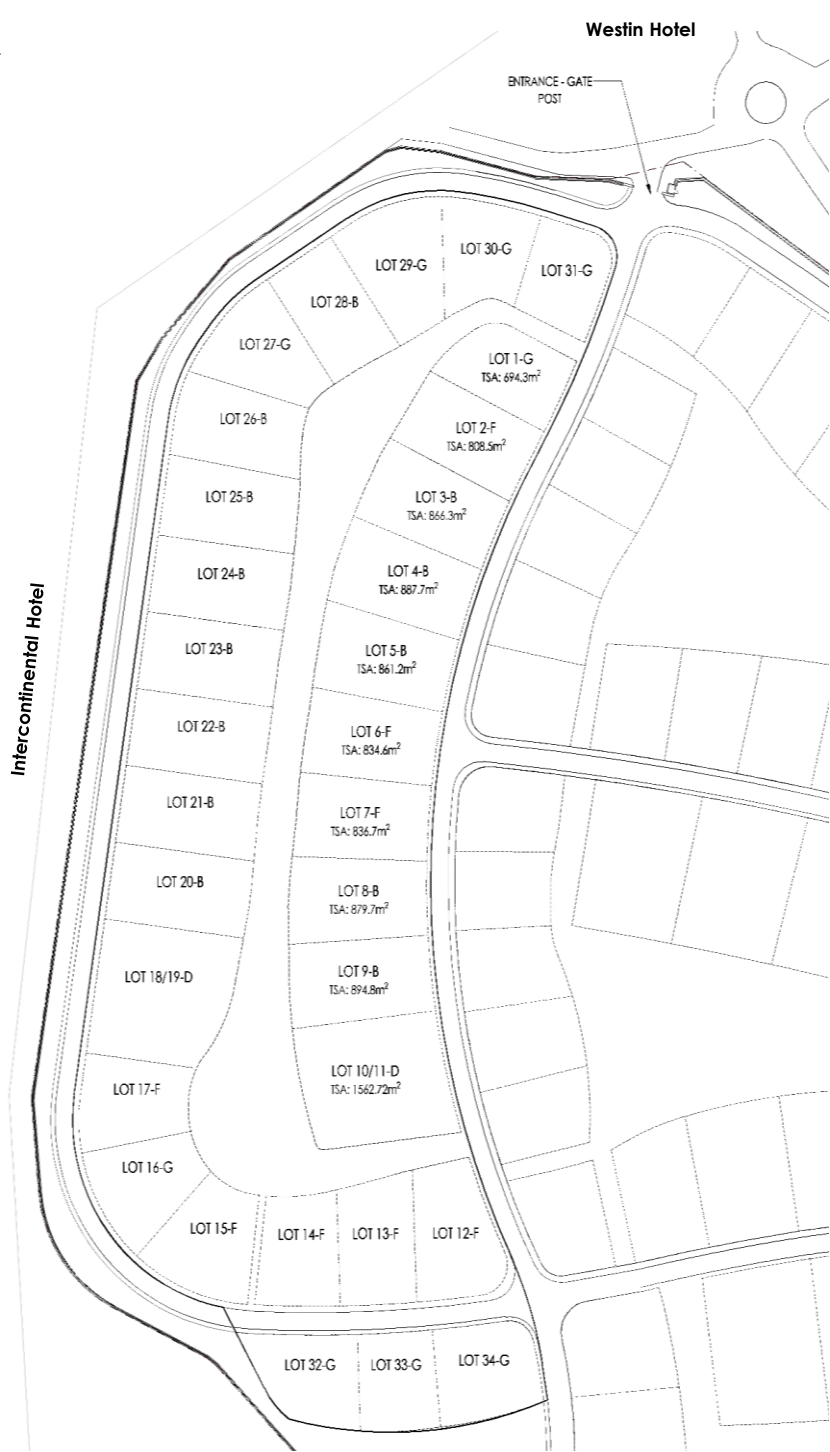 Westin Hotel
ENTRANCE - GATE
POST
LOT 30-G
LOT 29-G
LOT 31-G
LOT 28-B
LOT 27-G
LOT 1-G
TSA: 694.3m²
LOT 26-B
LOT 2-F
TSA: 808.5m²
LOT 25-B
LOT 3-B
TSA: 866.3m²
LOT 24-B
LOT 4-B
TSA: 887.7m²
Intercontinental Hotel
LOT 23-B
LOT 5-B
TSA: 861.2m²
LOT 22-B
LOT 6-F
TSA: 834.6m²
LOT 21-B
LOT 7-F
TSA: 836.7m²
LOT 20-B
LOT 8-B
TSA: 879.7m²
LOT 18/19-D
LOT 9-B
TSA: 894.8m²
LOT 17-F
LOT 10/11-D
TSA: 1562.72m²
LOT 16-G
LOT 15-F
LOT 14-F
LOT 13-F
LOT 12-F
LOT 32-G
LOT 33-G
LOT 34-G